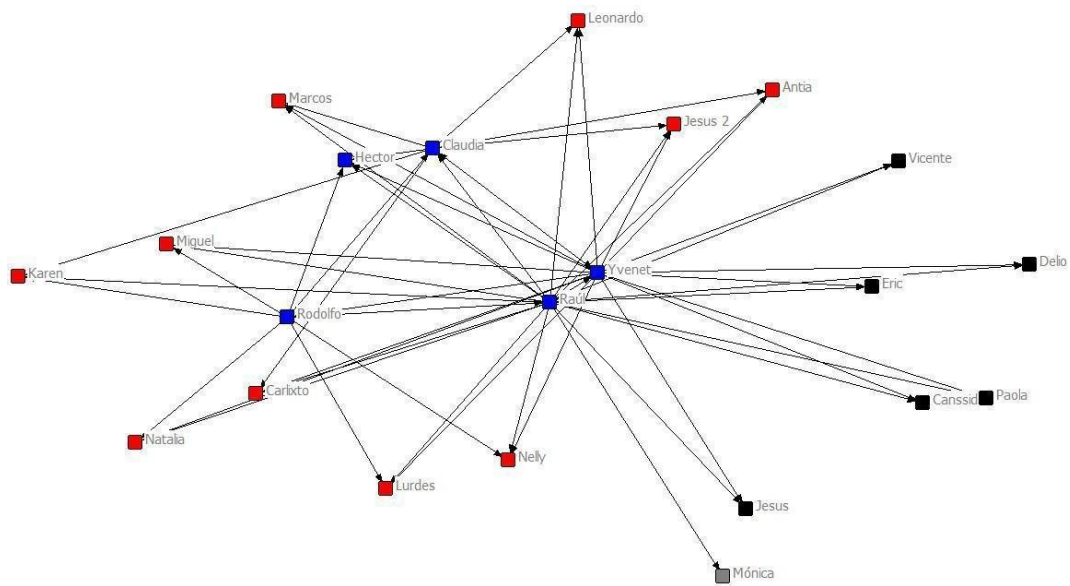 Leonardo
Antia
Marcos
Jesus 2
Claudia
Hector
Vicente
Miquel
Karen
Yvenet
Delio
Eric
Raúl
Rodolfo
Carlixto
Paola
Canssid
Natalia
Nelly
Lurdes
Jesus
Mónica